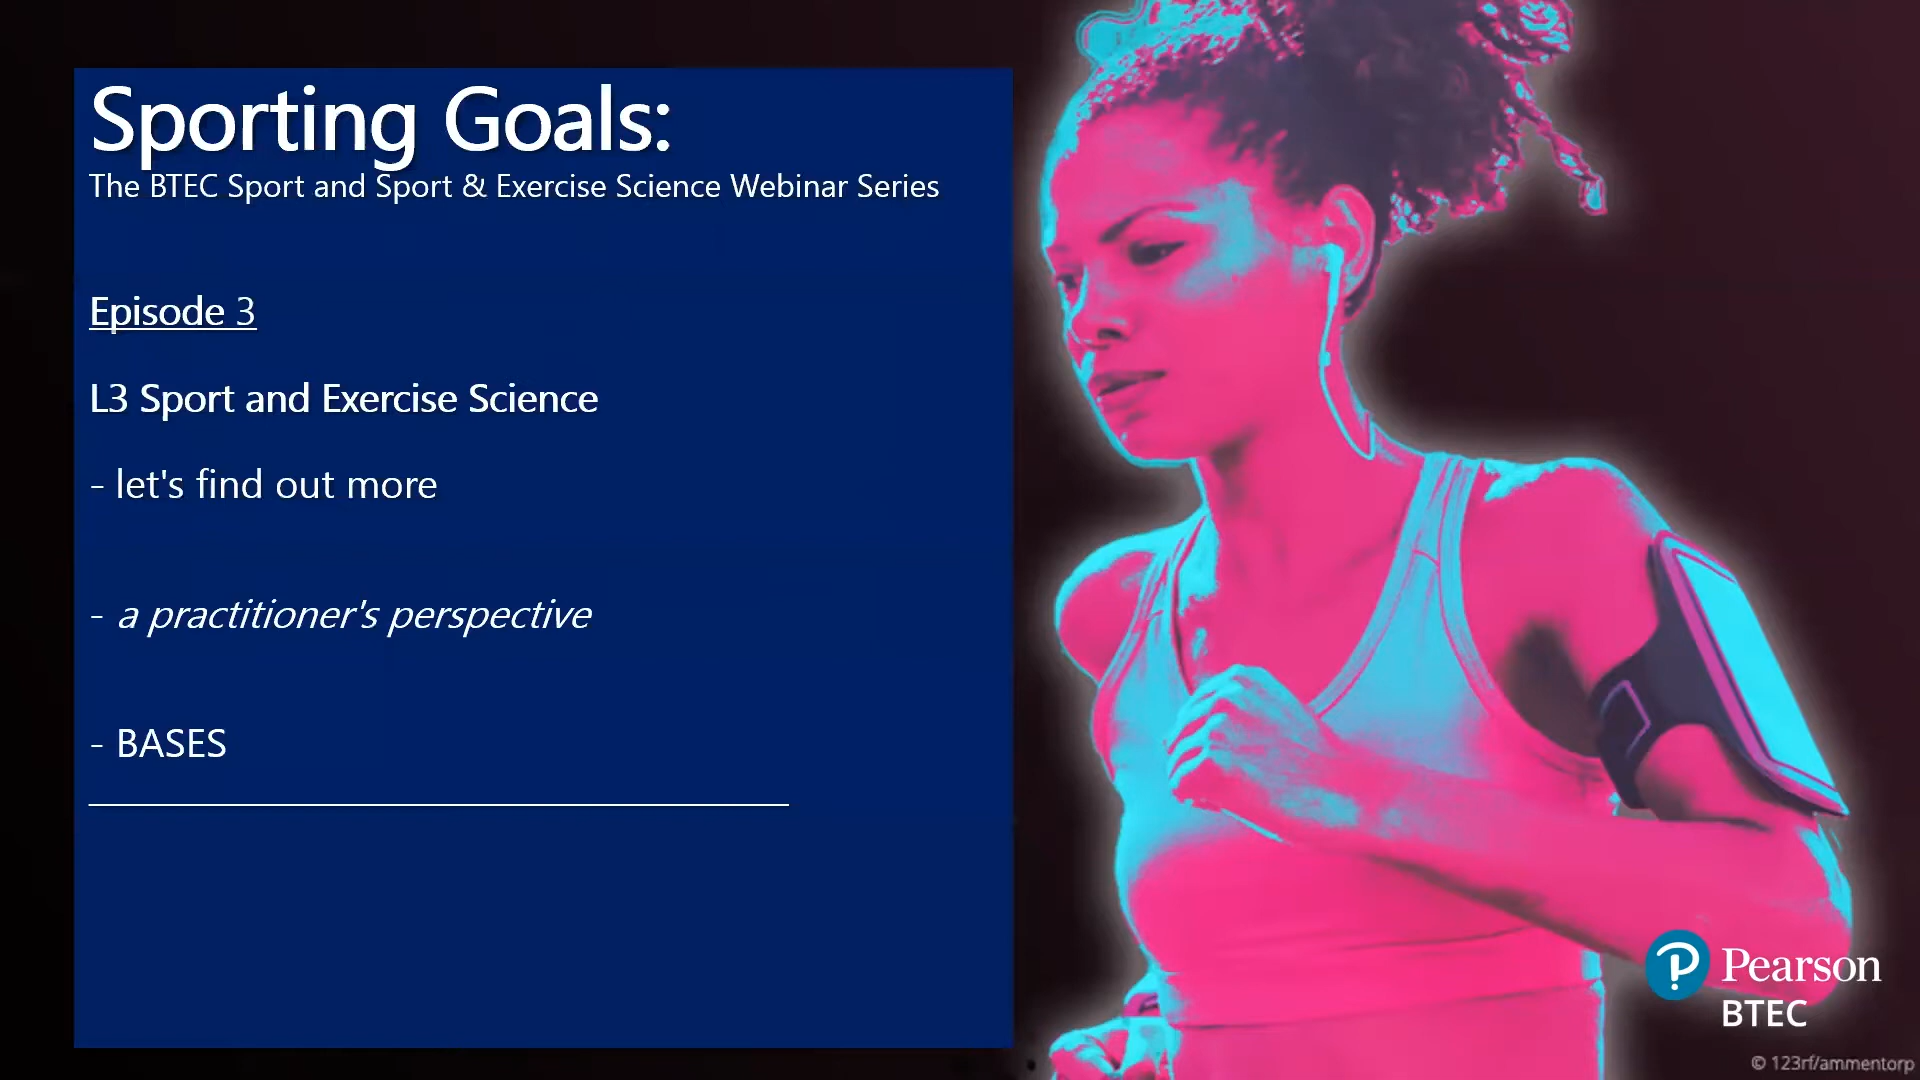 Sporting Goals:
The BTEC Sport and Sport & Exercise Science Webinar Series
Episode 3
L3 Sport and Exercise Science
- let's find out more
- a practitioner's perspective
- BASES
Pearson
BTEC
© 123rf/ammentorp